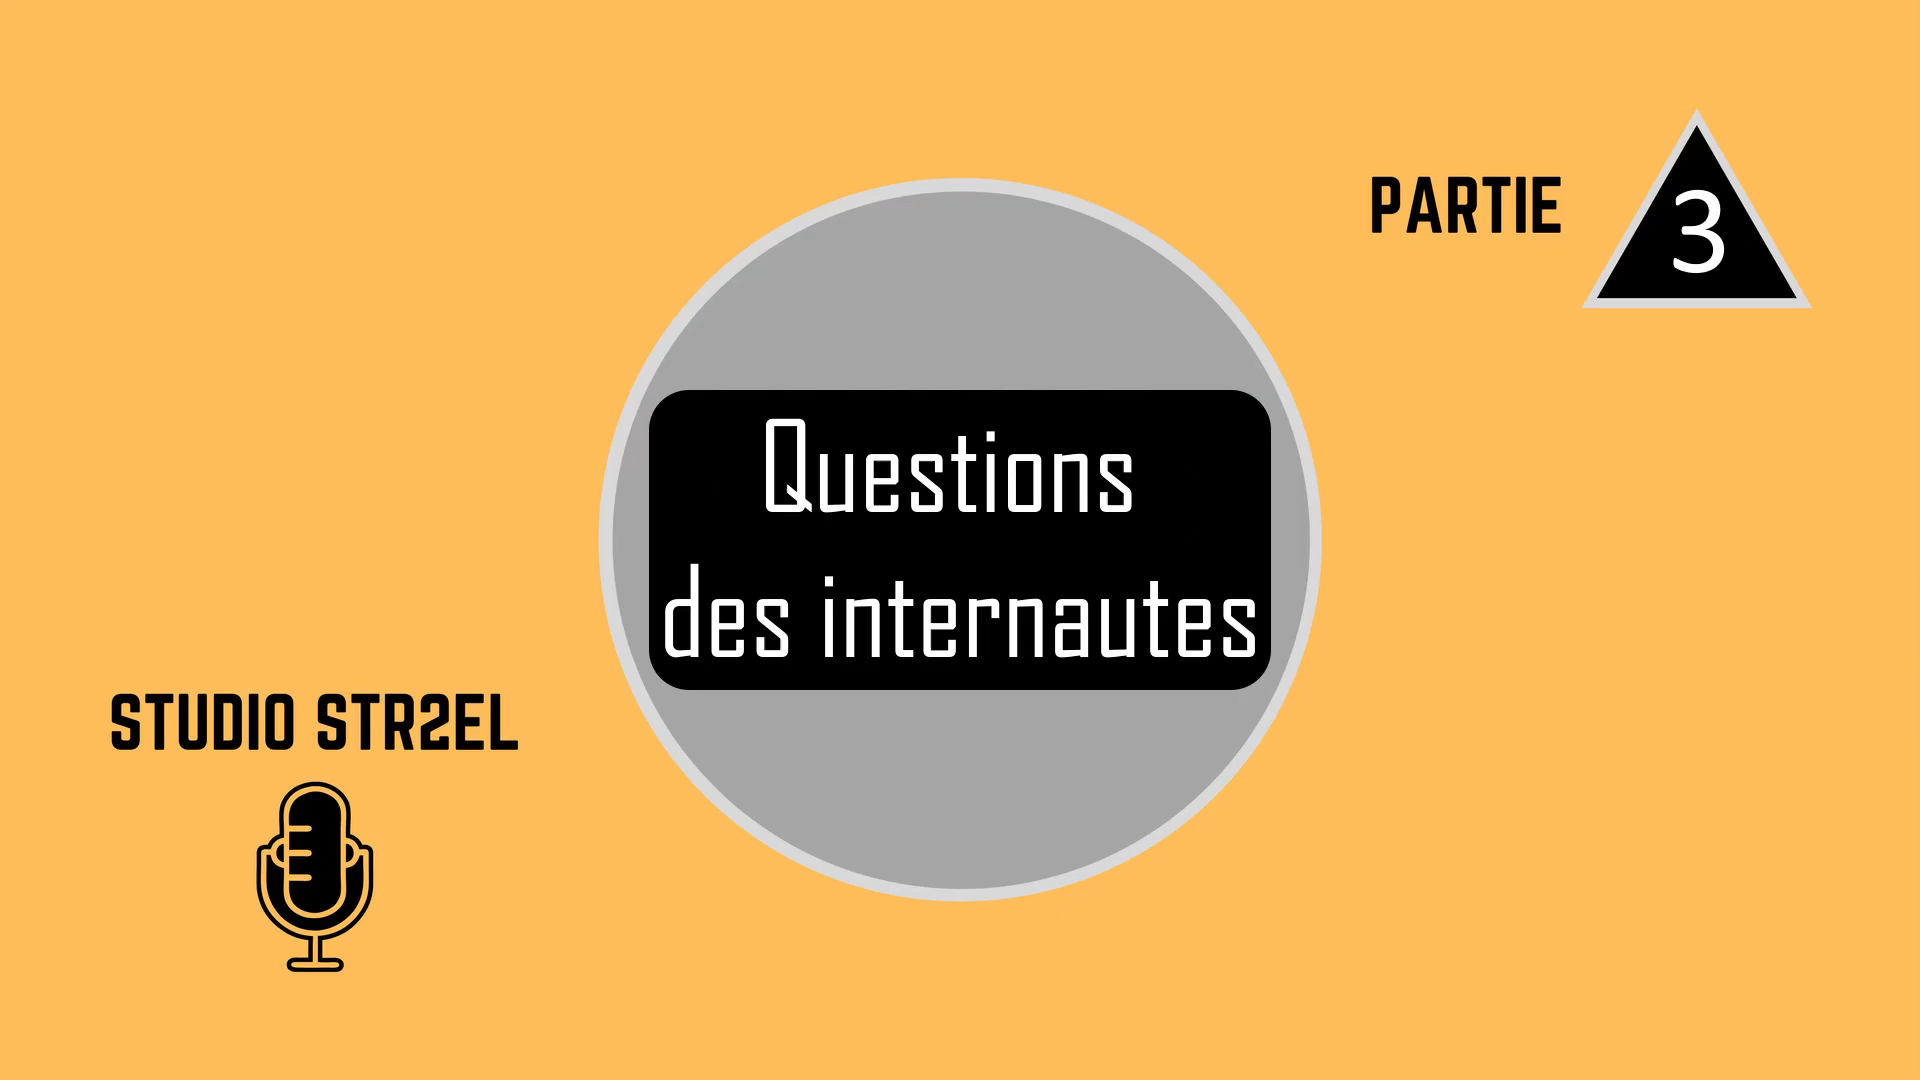 PARTIE
3
Questions
des internautes
STUDIO STR2EL